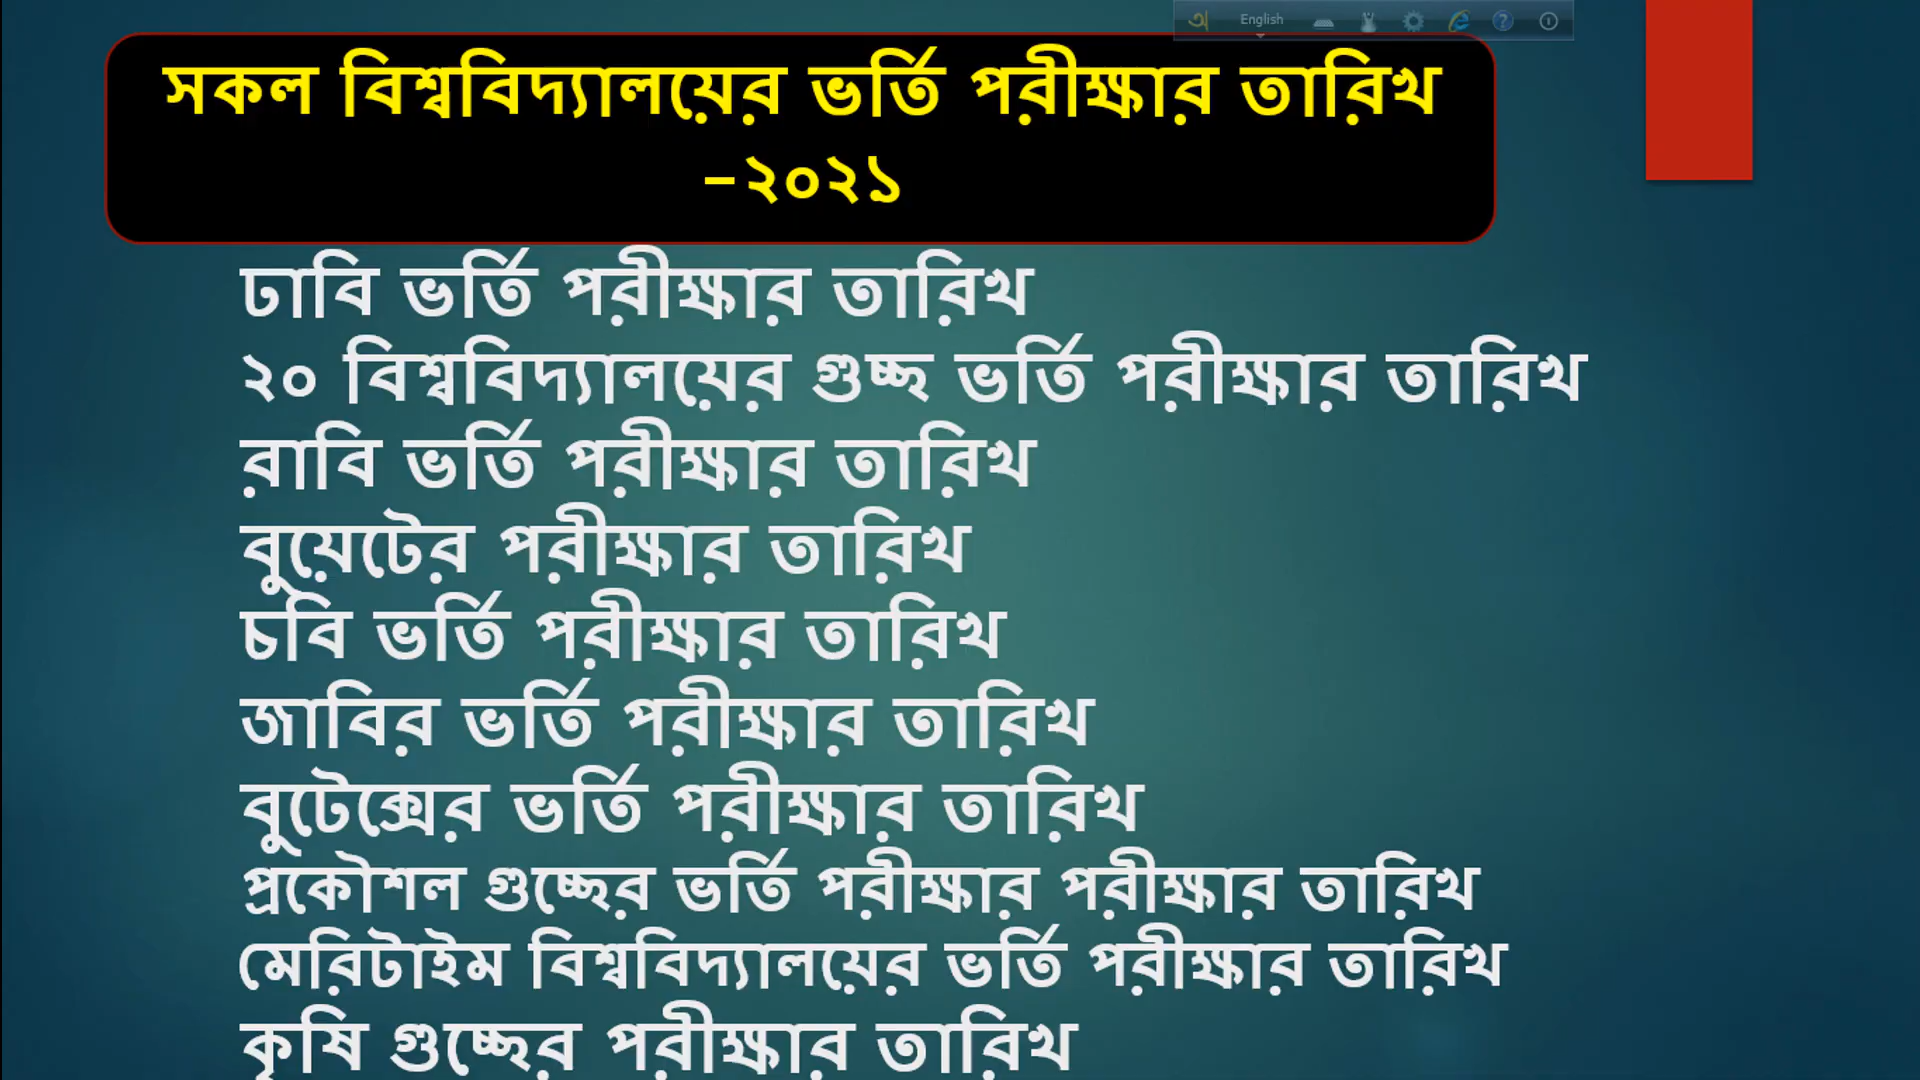 English
সকল বিশ্ববিদ্যালয়ের ভর্তি পরীক্ষার তারিখ
–২০২১
ঢাবি ভর্তি পরীক্ষার তারিখ
২০ বিশ্ববিদ্যালয়ের গুচ্ছ ভর্তি পরীক্ষার তারিখ
রাবি ভর্তি পরীক্ষার তারিখ
বুয়েটের পরীক্ষার তারিখ
চবি ভর্তি পরীক্ষার তারিখ
জাবির ভর্তি পরীক্ষার তারিখ
বুটেক্সের ভর্তি পরীক্ষার তারিখ
প্রকৌশল গুচ্ছের ভর্তি পরীক্ষার পরীক্ষার তারিখ
মেরিটাইম বিশ্ববিদ্যালয়ের ভর্তি পরীক্ষার তারিখ
কৃষি গুচ্ছের পরীক্ষার তারিখ